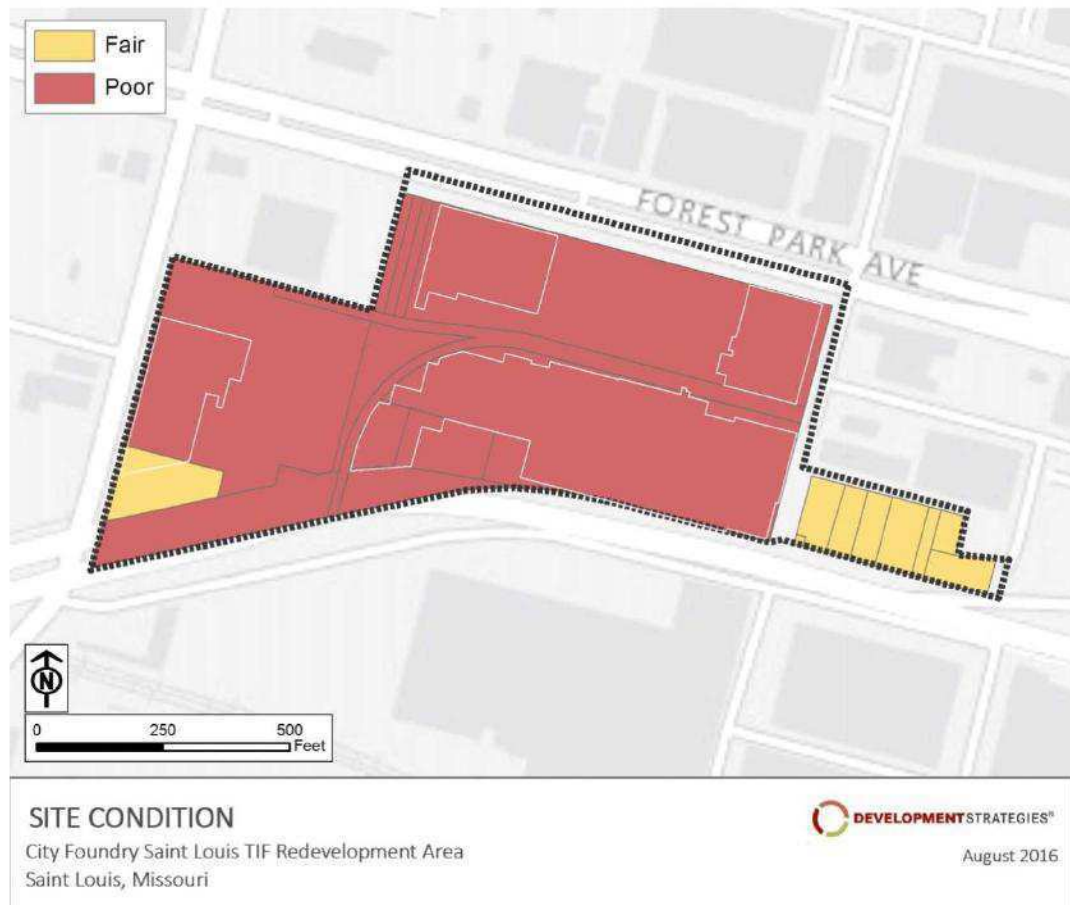 Fair
Poor
FOREST PARK AVE
N
0 250 500
Feet
SITE CONDITION
City Foundry Saint Louis TIF Redevelopment Area
Saint Louis, Missouri
DEVELOPMENTSTRATEGIES®
August 2016